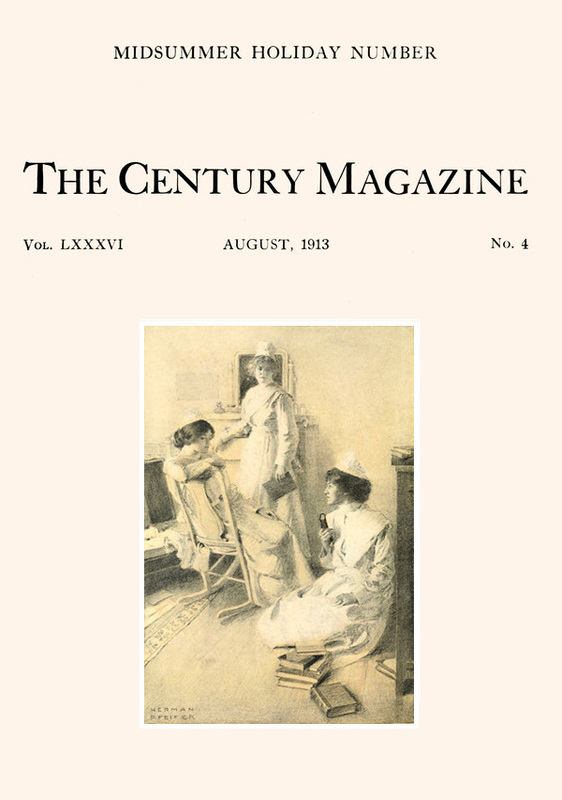 MIDSUMMER HOLIDAY NUMBER
THE CENTURY MAGAZINE
VOL. LXXXVI AUGUST, 1913 No. 4
HERMAN
PFEIFER